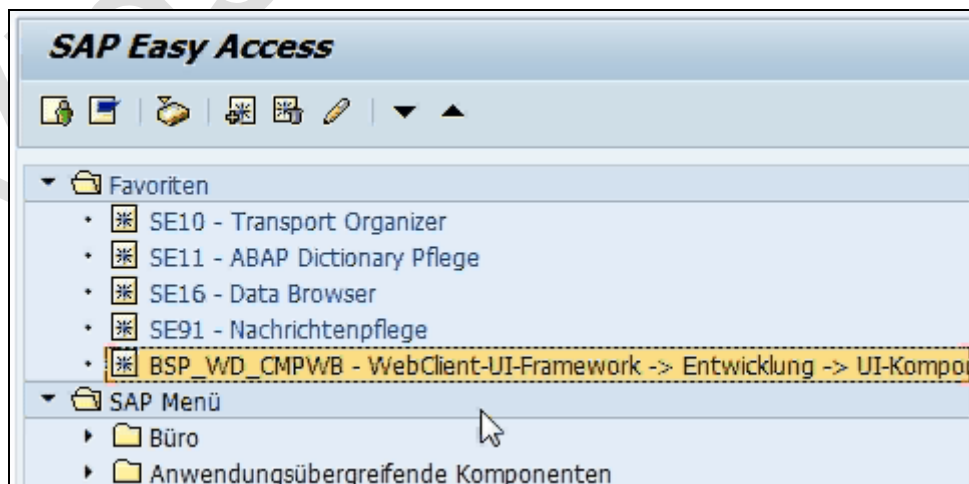 SAP Easy Access
Favoriten
SE10 - Transport Organizer
SE11 - ABAP Dictionary Pflege
SE16 - Data Browser
SE91 - Nachrichtenpflege
BSP_WD_CMPWB - WebClient-UI-Framework -> Entwicklung -> UI-Kompo
SAP Menü
Büro
Anwendungsübergreifende Komponenten